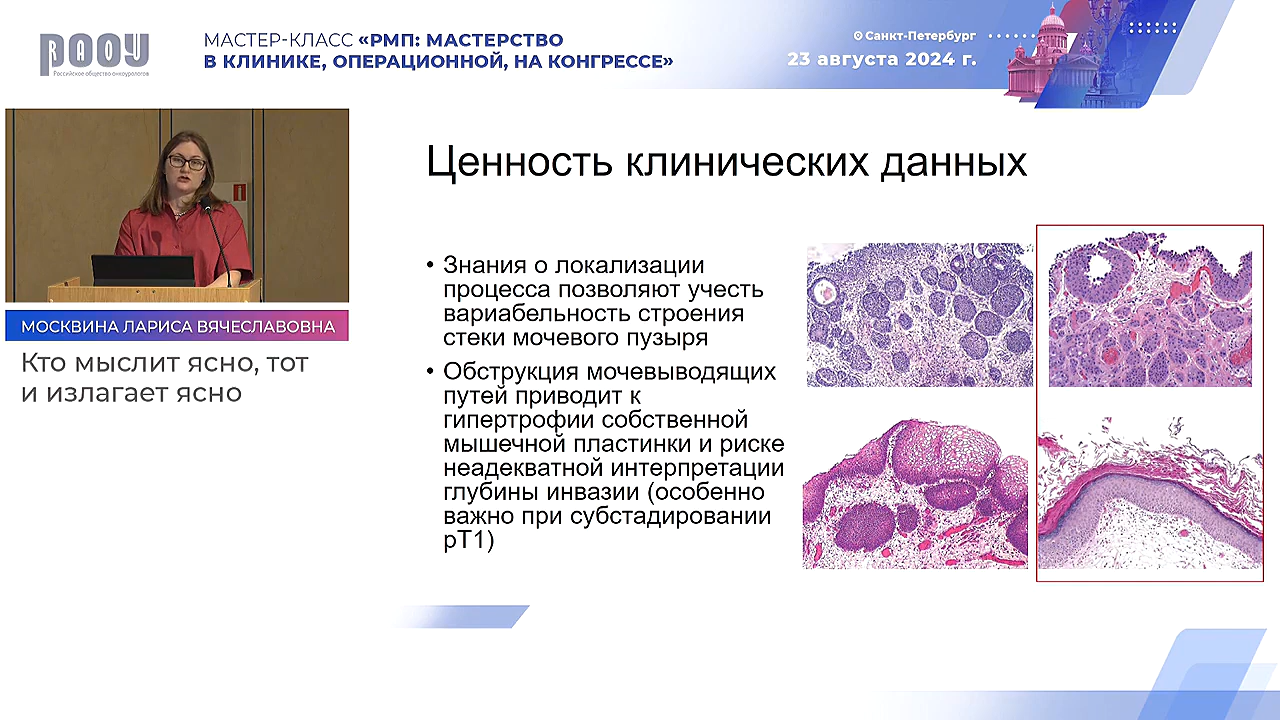 РАОУ
Российское общество онкоурологов
МАСТЕР-КЛАСС «РМП: МАСТЕРСТВО
В КЛИНИКЕ, ОПЕРАЦИОННОЙ, НА КОНГРЕССЕ»
Санкт-Петербург
23 августа 2024 г.
МОСКВИНА ЛАРИСА ВЯЧЕСЛАВОВНА
Кто мыслит ясно, тот
и излагает ясно
Ценность клинических данных
• Знания о локализации
процесса позволяют учесть
вариабельность строения
стеки мочевого пузыря
• Обструкция мочевыводящих
путей приводит к
гипертрофии собственной
мышечной пластинки и риске
неадекватной интерпретации
глубины инвазии (особенно
важно при субстадировании
рТ1)